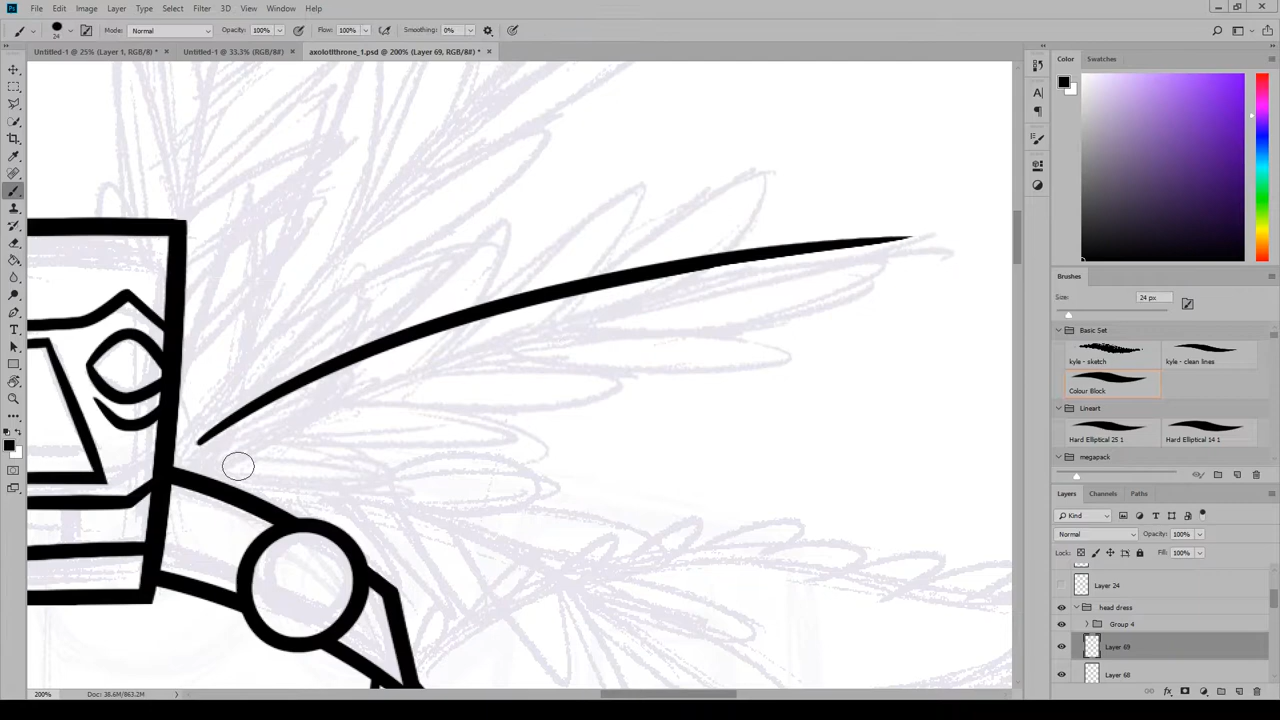 Ps File Edit Image Layer Type Select Filter 3D View Window Help
24 Mode: Normal Opacity: 100% Flow: 100% Smoothing: 0%
Untitled-1 @ 25% (Layer 1, RGB/8) * × Untitled-1 @ 33.3% (RGB/8#) × axolotlthrone_1.psd @ 200% (Layer 69, RGB/8#) * ×
Color Swatches
Brushes
Size: 24 px
Basic Set
kyle - sketch kyle - clean lines
Colour Block
Lineart
Hard Elliptical 25 1 Hard Elliptical 14 1
megapack
Layers Channels Paths
Kind
Normal Opacity: 100%
Lock: Fill: 100%
Layer 24
head dress
Group 4
Layer 69
Layer 68
200% Doc: 38.6M/863.2M